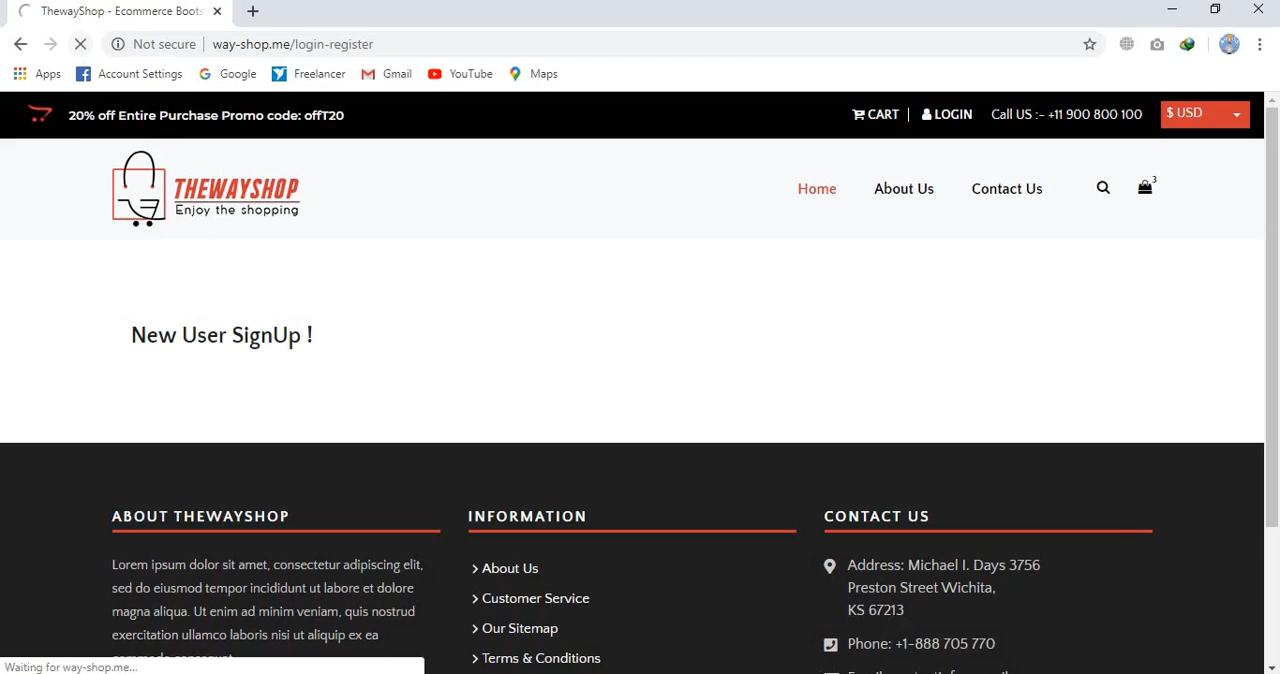 ThewayShop - Ecommerce Boots
Not secure | way-shop.me/login-register
Apps Account Settings Google Freelancer Gmail YouTube Maps
20% off Entire Purchase Promo code: offT20
CART | LOGIN Call US :- +11 900 800 100 $ USD
THEWAYSHOP
Enjoy the shopping
Home About Us Contact Us 3
New User SignUp !
ABOUT THEWAYSHOP
Lorem ipsum dolor sit amet, consectetur adipiscing elit,
sed do eiusmod tempor incididunt ut labore et dolore
magna aliqua. Ut enim ad minim veniam, quis nostrud
exercitation ullamco laboris nisi ut aliquip ex ea
INFORMATION
About Us
Customer Service
Our Sitemap
Terms & Conditions
CONTACT US
Address: Michael I. Days 3756
Preston Street Wichita,
KS 67213
Phone: +1-888 705 770
Waiting for way-shop.me...